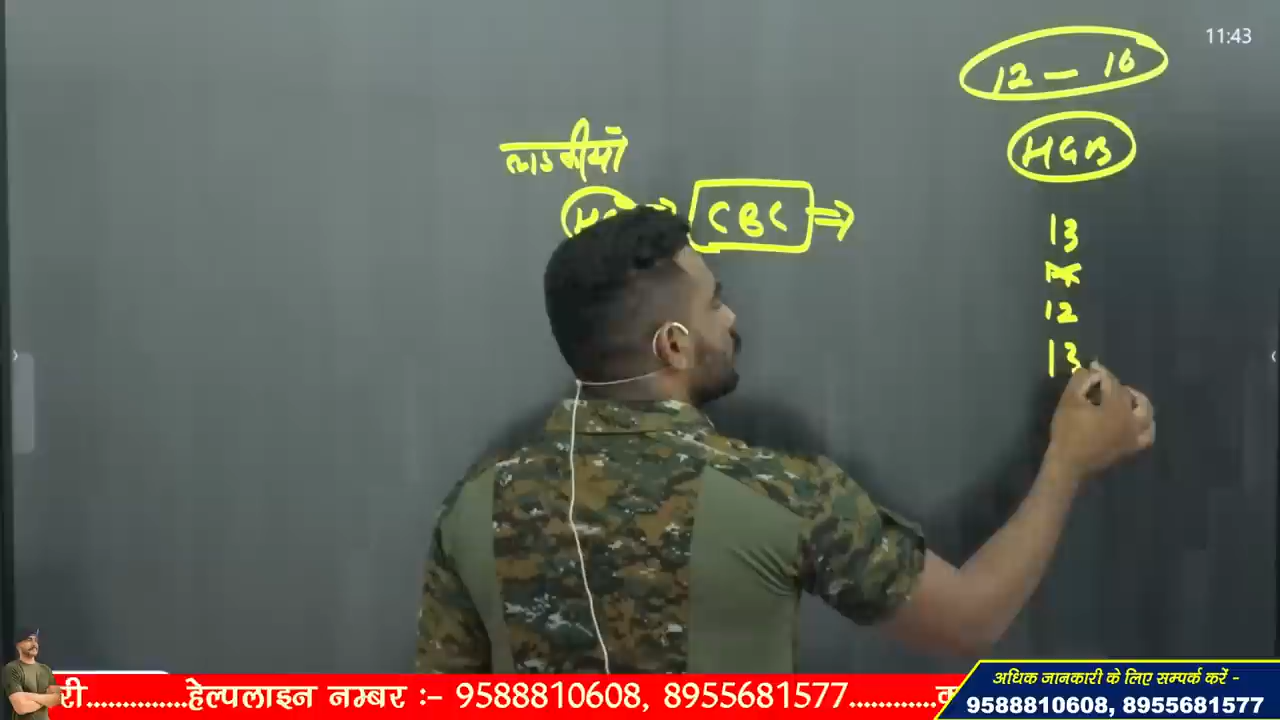 11:43
12 – 16
HGB
लाडकीयाँ
CBC ⇒
13
12
13
री..............हेल्पलाइन नम्बर :- 9588810608, 8955681577...........
अधिक जानकारी के लिए सम्पर्क करें -
9588810608, 8955681577